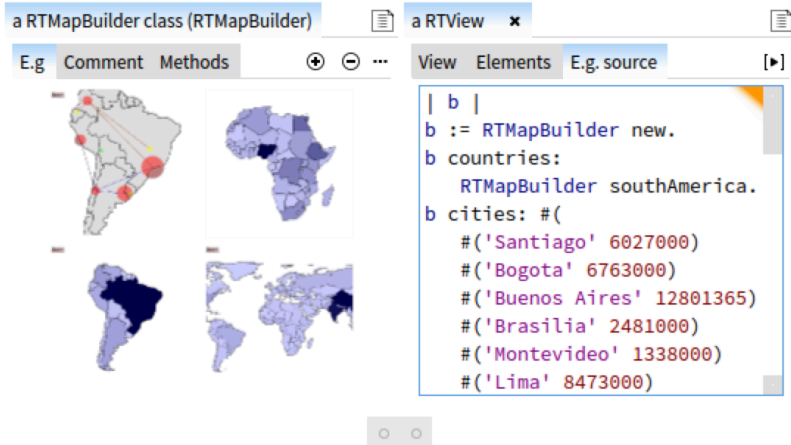 a RTMapBuilder class (RTMapBuilder)
E.g Comment Methods
a RTView ×
View Elements E.g. source
| b |
b := RTMapBuilder new.
b countries:
RTMapBuilder southAmerica.
b cities: #(
#('Santiago' 6027000)
#('Bogota' 6763000)
#('Buenos Aires' 12801365)
#('Brasilia' 2481000)
#('Montevideo' 1338000)
#('Lima' 8473000)